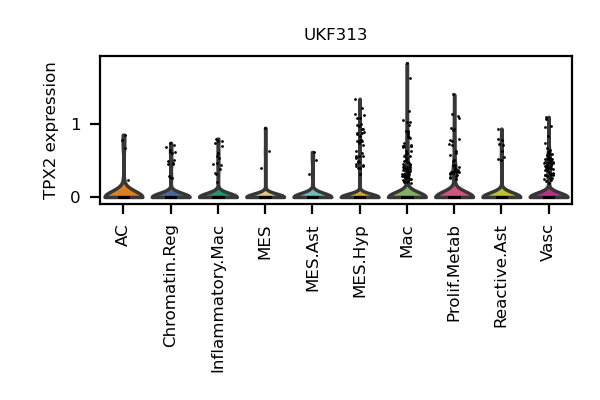 UKF313
TPX2 expression
1
0
AC
Chromatin.Reg
Inflammatory.Mac
MES
MES.Ast
MES.Hyp
Mac
Prolif.Metab
Reactive.Ast
Vasc